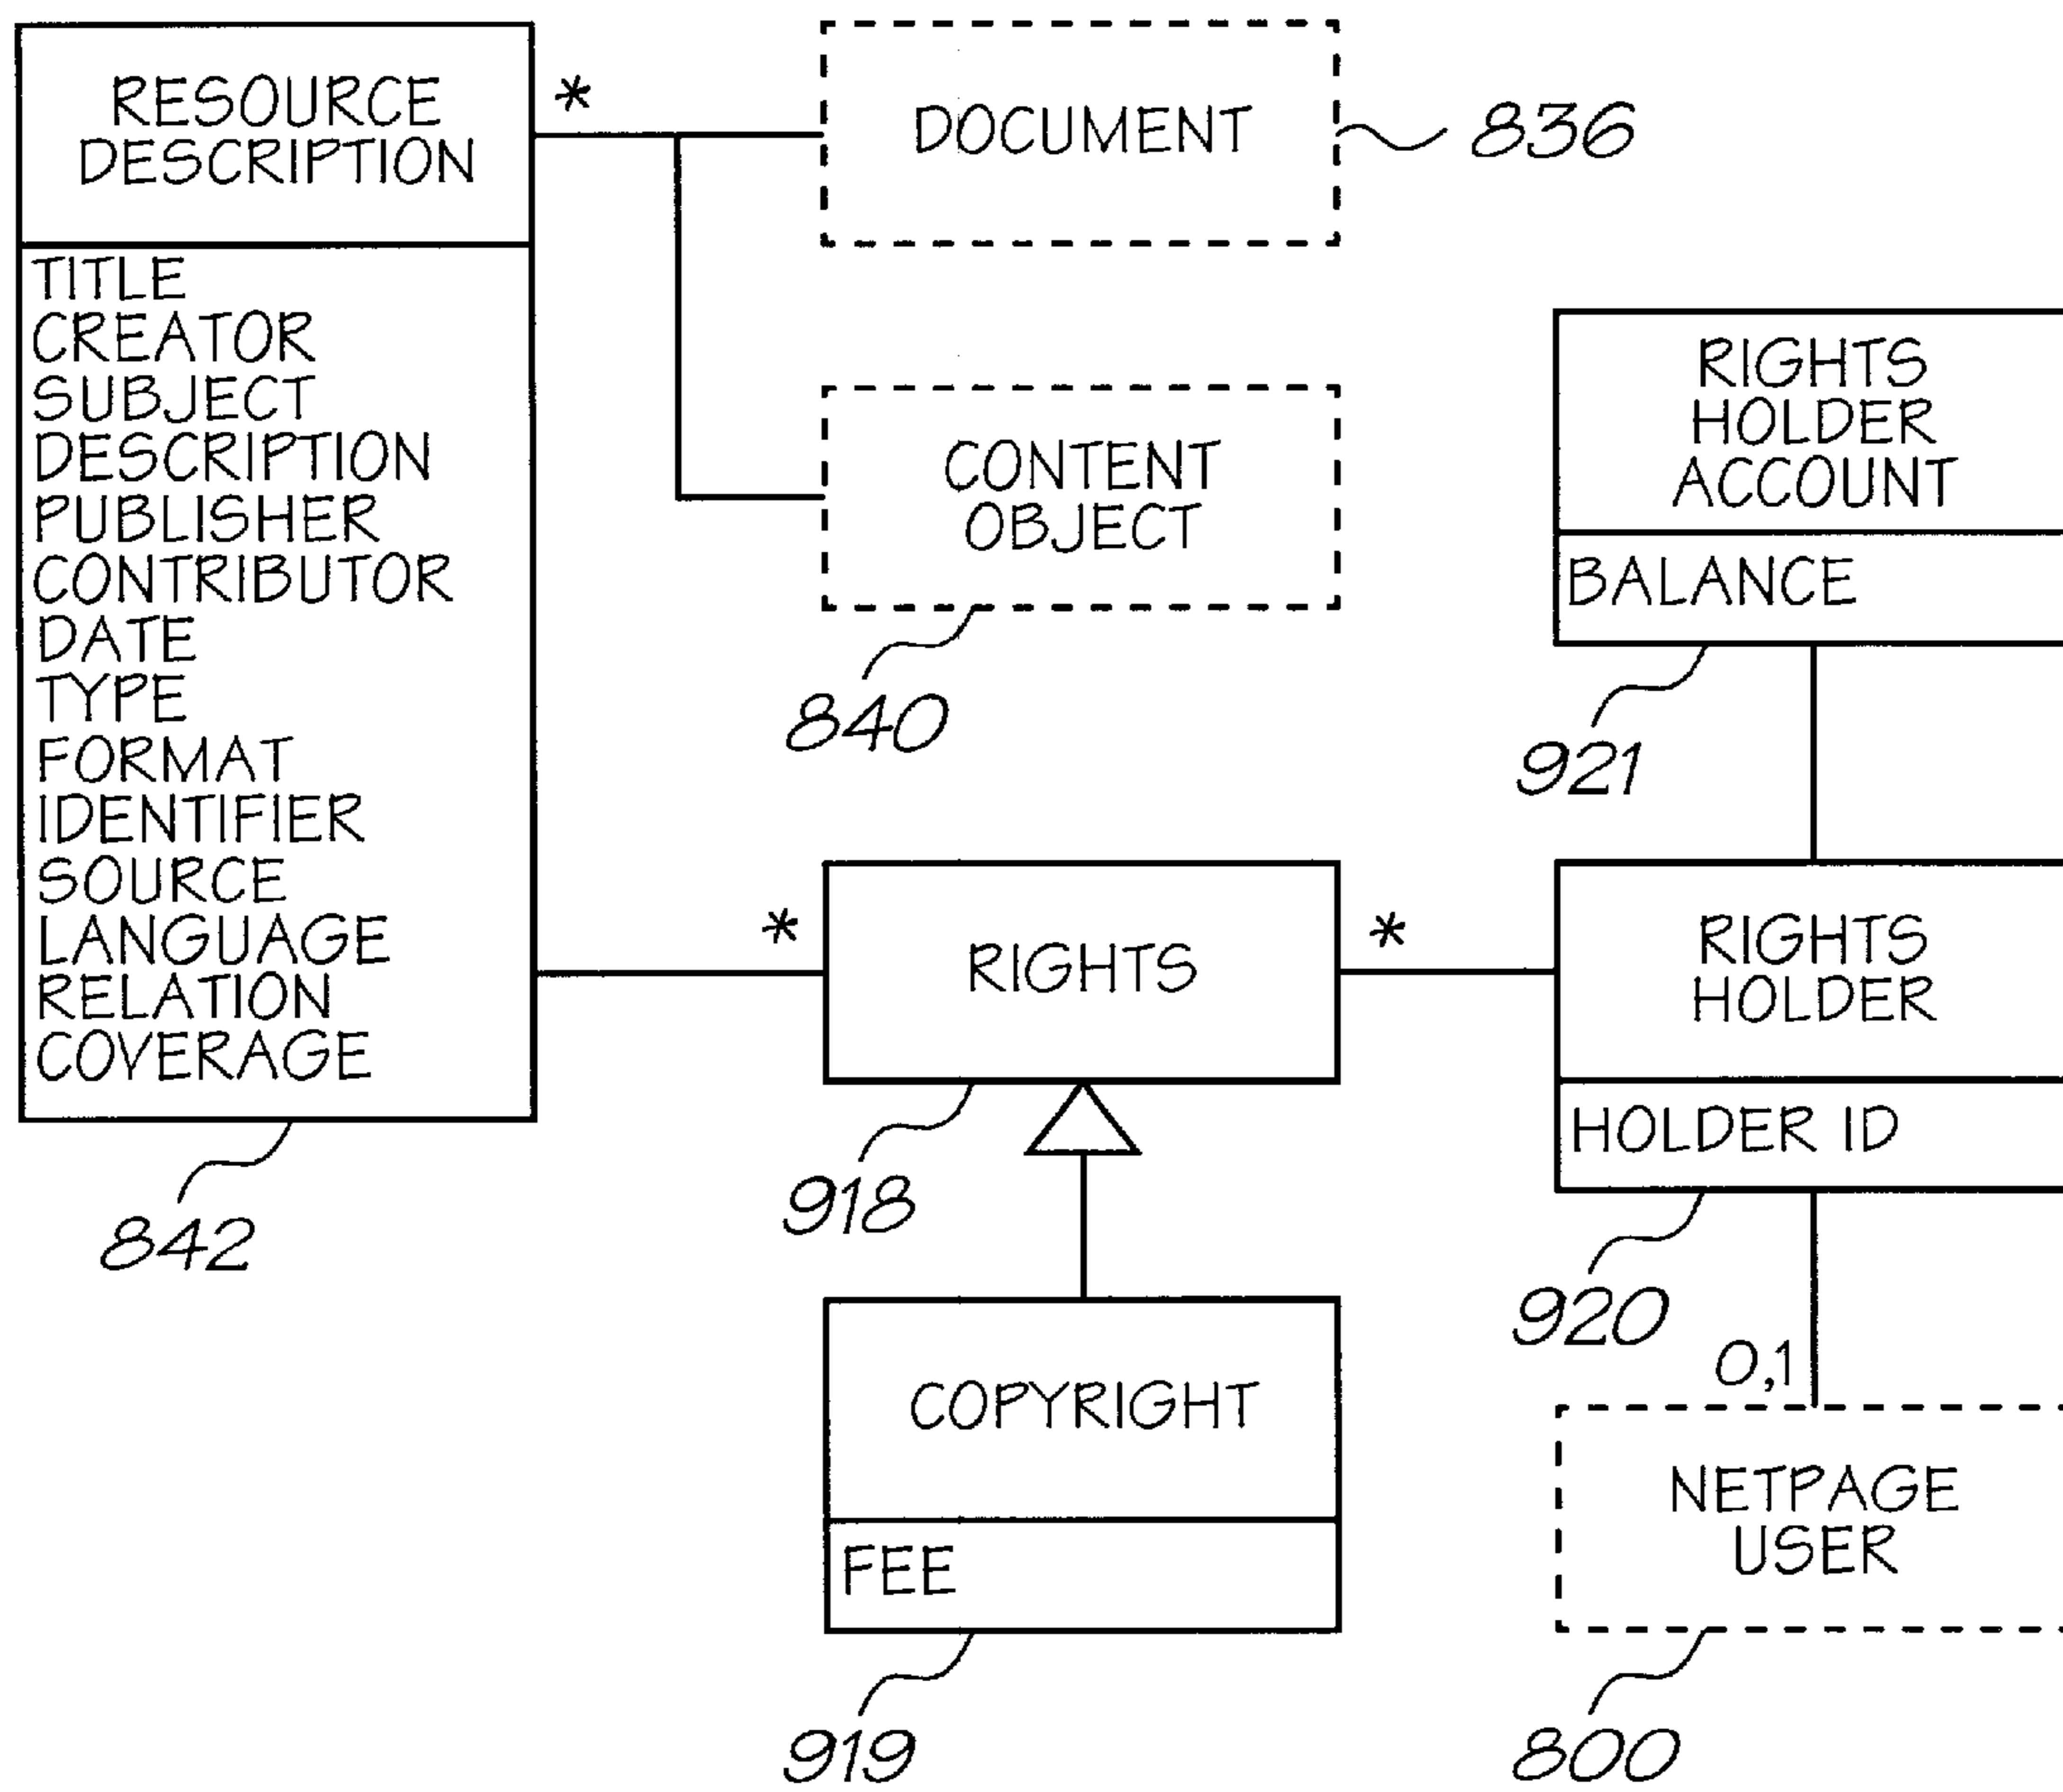 RESOURCE
DESCRIPTION
TITLE
CREATOR
SUBJECT
DESCRIPTION
PUBLISHER
CONTRIBUTOR
DATE
TYPE
FORMAT
IDENTIFIER
SOURCE
LANGUAGE
RELATION
COVERAGE
842
*
DOCUMENT
836
CONTENT
OBJECT
840
RIGHTS
HOLDER
ACCOUNT
BALANCE
921
*
RIGHTS
*
918
RIGHTS
HOLDER
HOLDER ID
920
COPYRIGHT
FEE
919
0,1
NETPAGE
USER
800